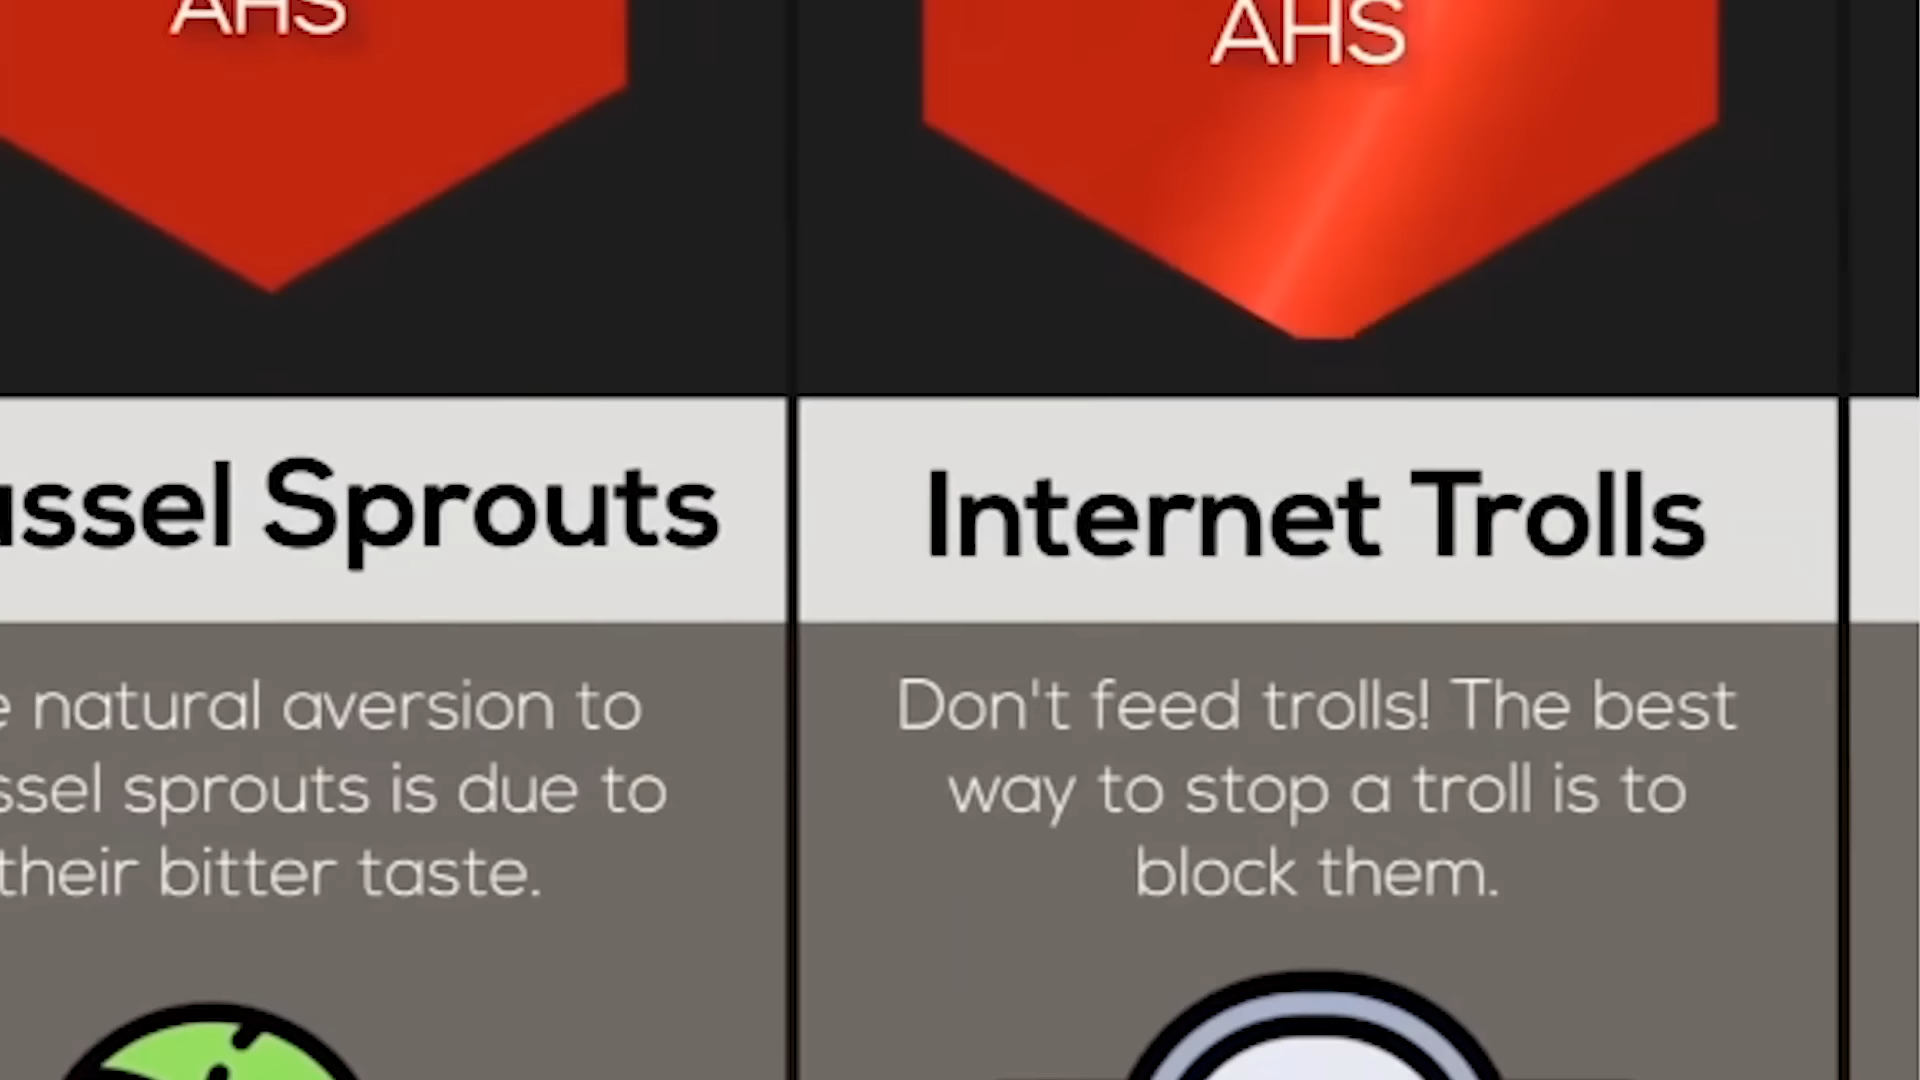 AHS
AHS
ussel Sprouts
Internet Trolls
e natural aversion to
ssel sprouts is due to
their bitter taste.
Don't feed trolls! The best
way to stop a troll is to
block them.